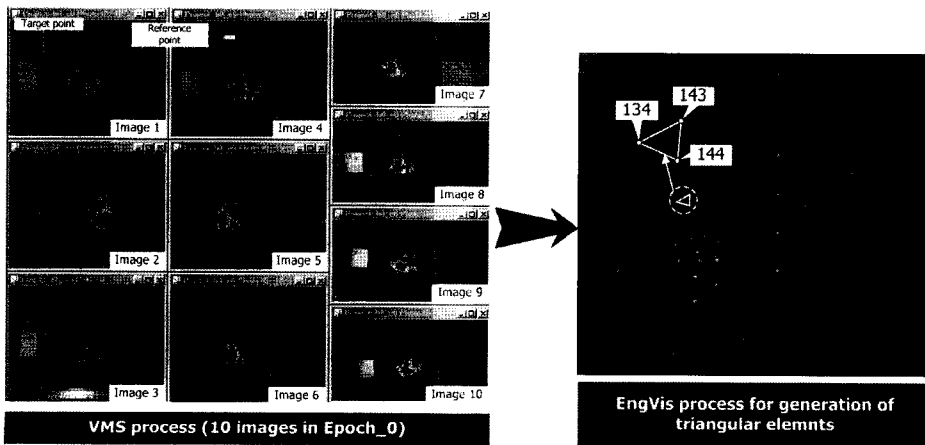 Target point
Reference
point
Image 1
Image 4
Image 7
Image 2
Image 5
Image 8
Image 9
Image 3
Image 6
Image 10
VMS process (10 images in Epoch_0)
134
143
144
EngVis process for generation of
triangular elemnts